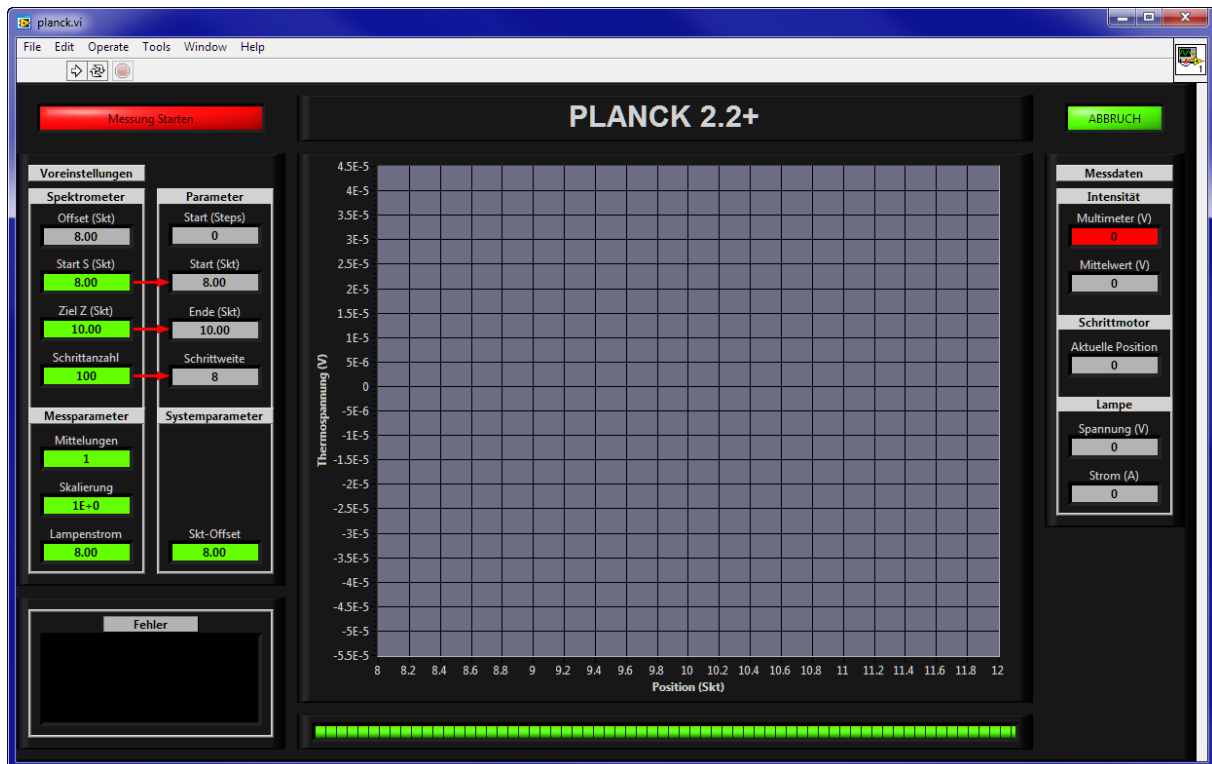 planck.vi
File Edit Operate Tools Window Help
1
Messung Starten
PLANCK 2.2+
ABBRUCH
Voreinstellungen
Spektrometer
Offset (Skt)
8.00
Start S (Skt)
8.00
Ziel Z (Skt)
10.00
Schrittanzahl
100
Parameter
Start (Steps)
0
Start (Skt)
8.00
Ende (Skt)
10.00
Schrittweite
8
Messparameter
Mittelungen
1
Skalierung
1E+0
Lampenstrom
8.00
Systemparameter
Skt-Offset
8.00
Fehler
Thermospannung (V)
4.5E-5
4E-5
3.5E-5
3E-5
2.5E-5
2E-5
1.5E-5
1E-5
5E-6
0
-5E-6
-1E-5
-1.5E-5
-2E-5
-2.5E-5
-3E-5
-3.5E-5
-4E-5
-4.5E-5
-5E-5
-5.5E-5
8 8.2 8.4 8.6 8.8 9 9.2 9.4 9.6 9.8 10 10.2 10.4 10.6 10.8 11 11.2 11.4 11.6 11.8 12
Position (Skt)
Messdaten
Intensität
Multimeter (V)
0
Mittelwert (V)
0
Schrittmotor
Aktuelle Position
0
Lampe
Spannung (V)
0
Strom (A)
0